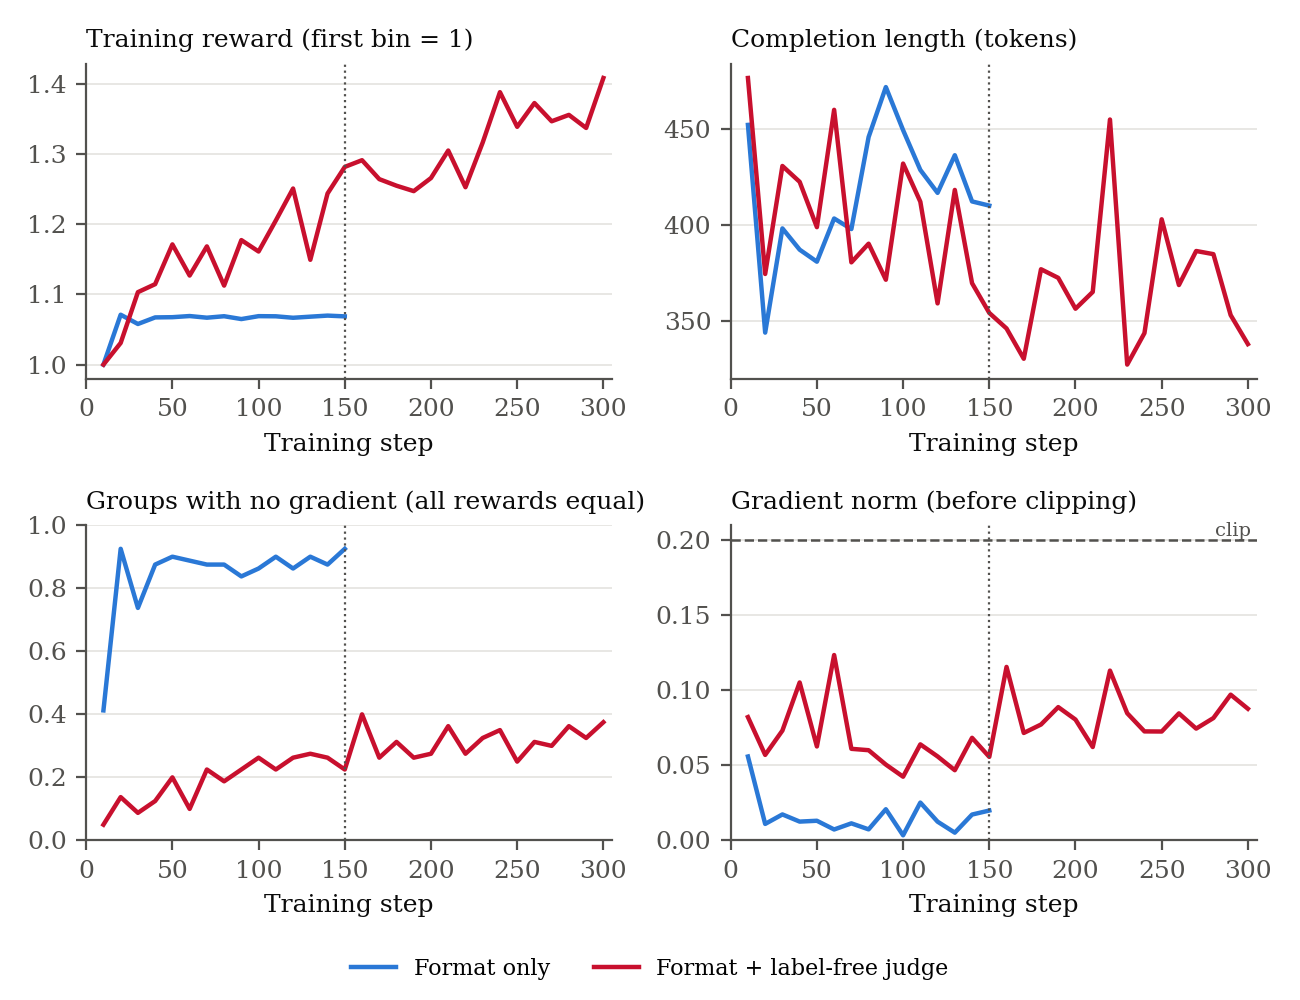 Training reward (first bin = 1)
1.4
1.3
1.2
1.1
1.0
0 50 100 150 200 250 300
Training step
Completion length (tokens)
450
400
350
0 50 100 150 200 250 300
Training step
Groups with no gradient (all rewards equal)
1.0
0.8
0.6
0.4
0.2
0.0
0 50 100 150 200 250 300
Training step
Gradient norm (before clipping)
clip
0.20
0.15
0.10
0.05
0.00
0 50 100 150 200 250 300
Training step
Format only
Format + label-free judge